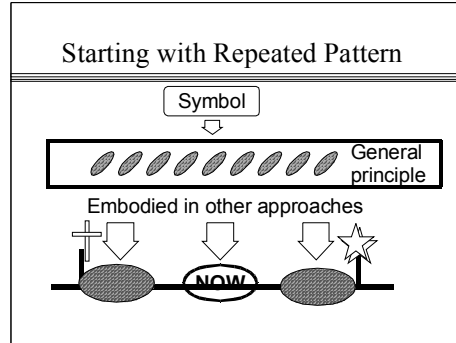 Starting with Repeated Pattern
Symbol
General
principle
Embodied in other approaches
NOW